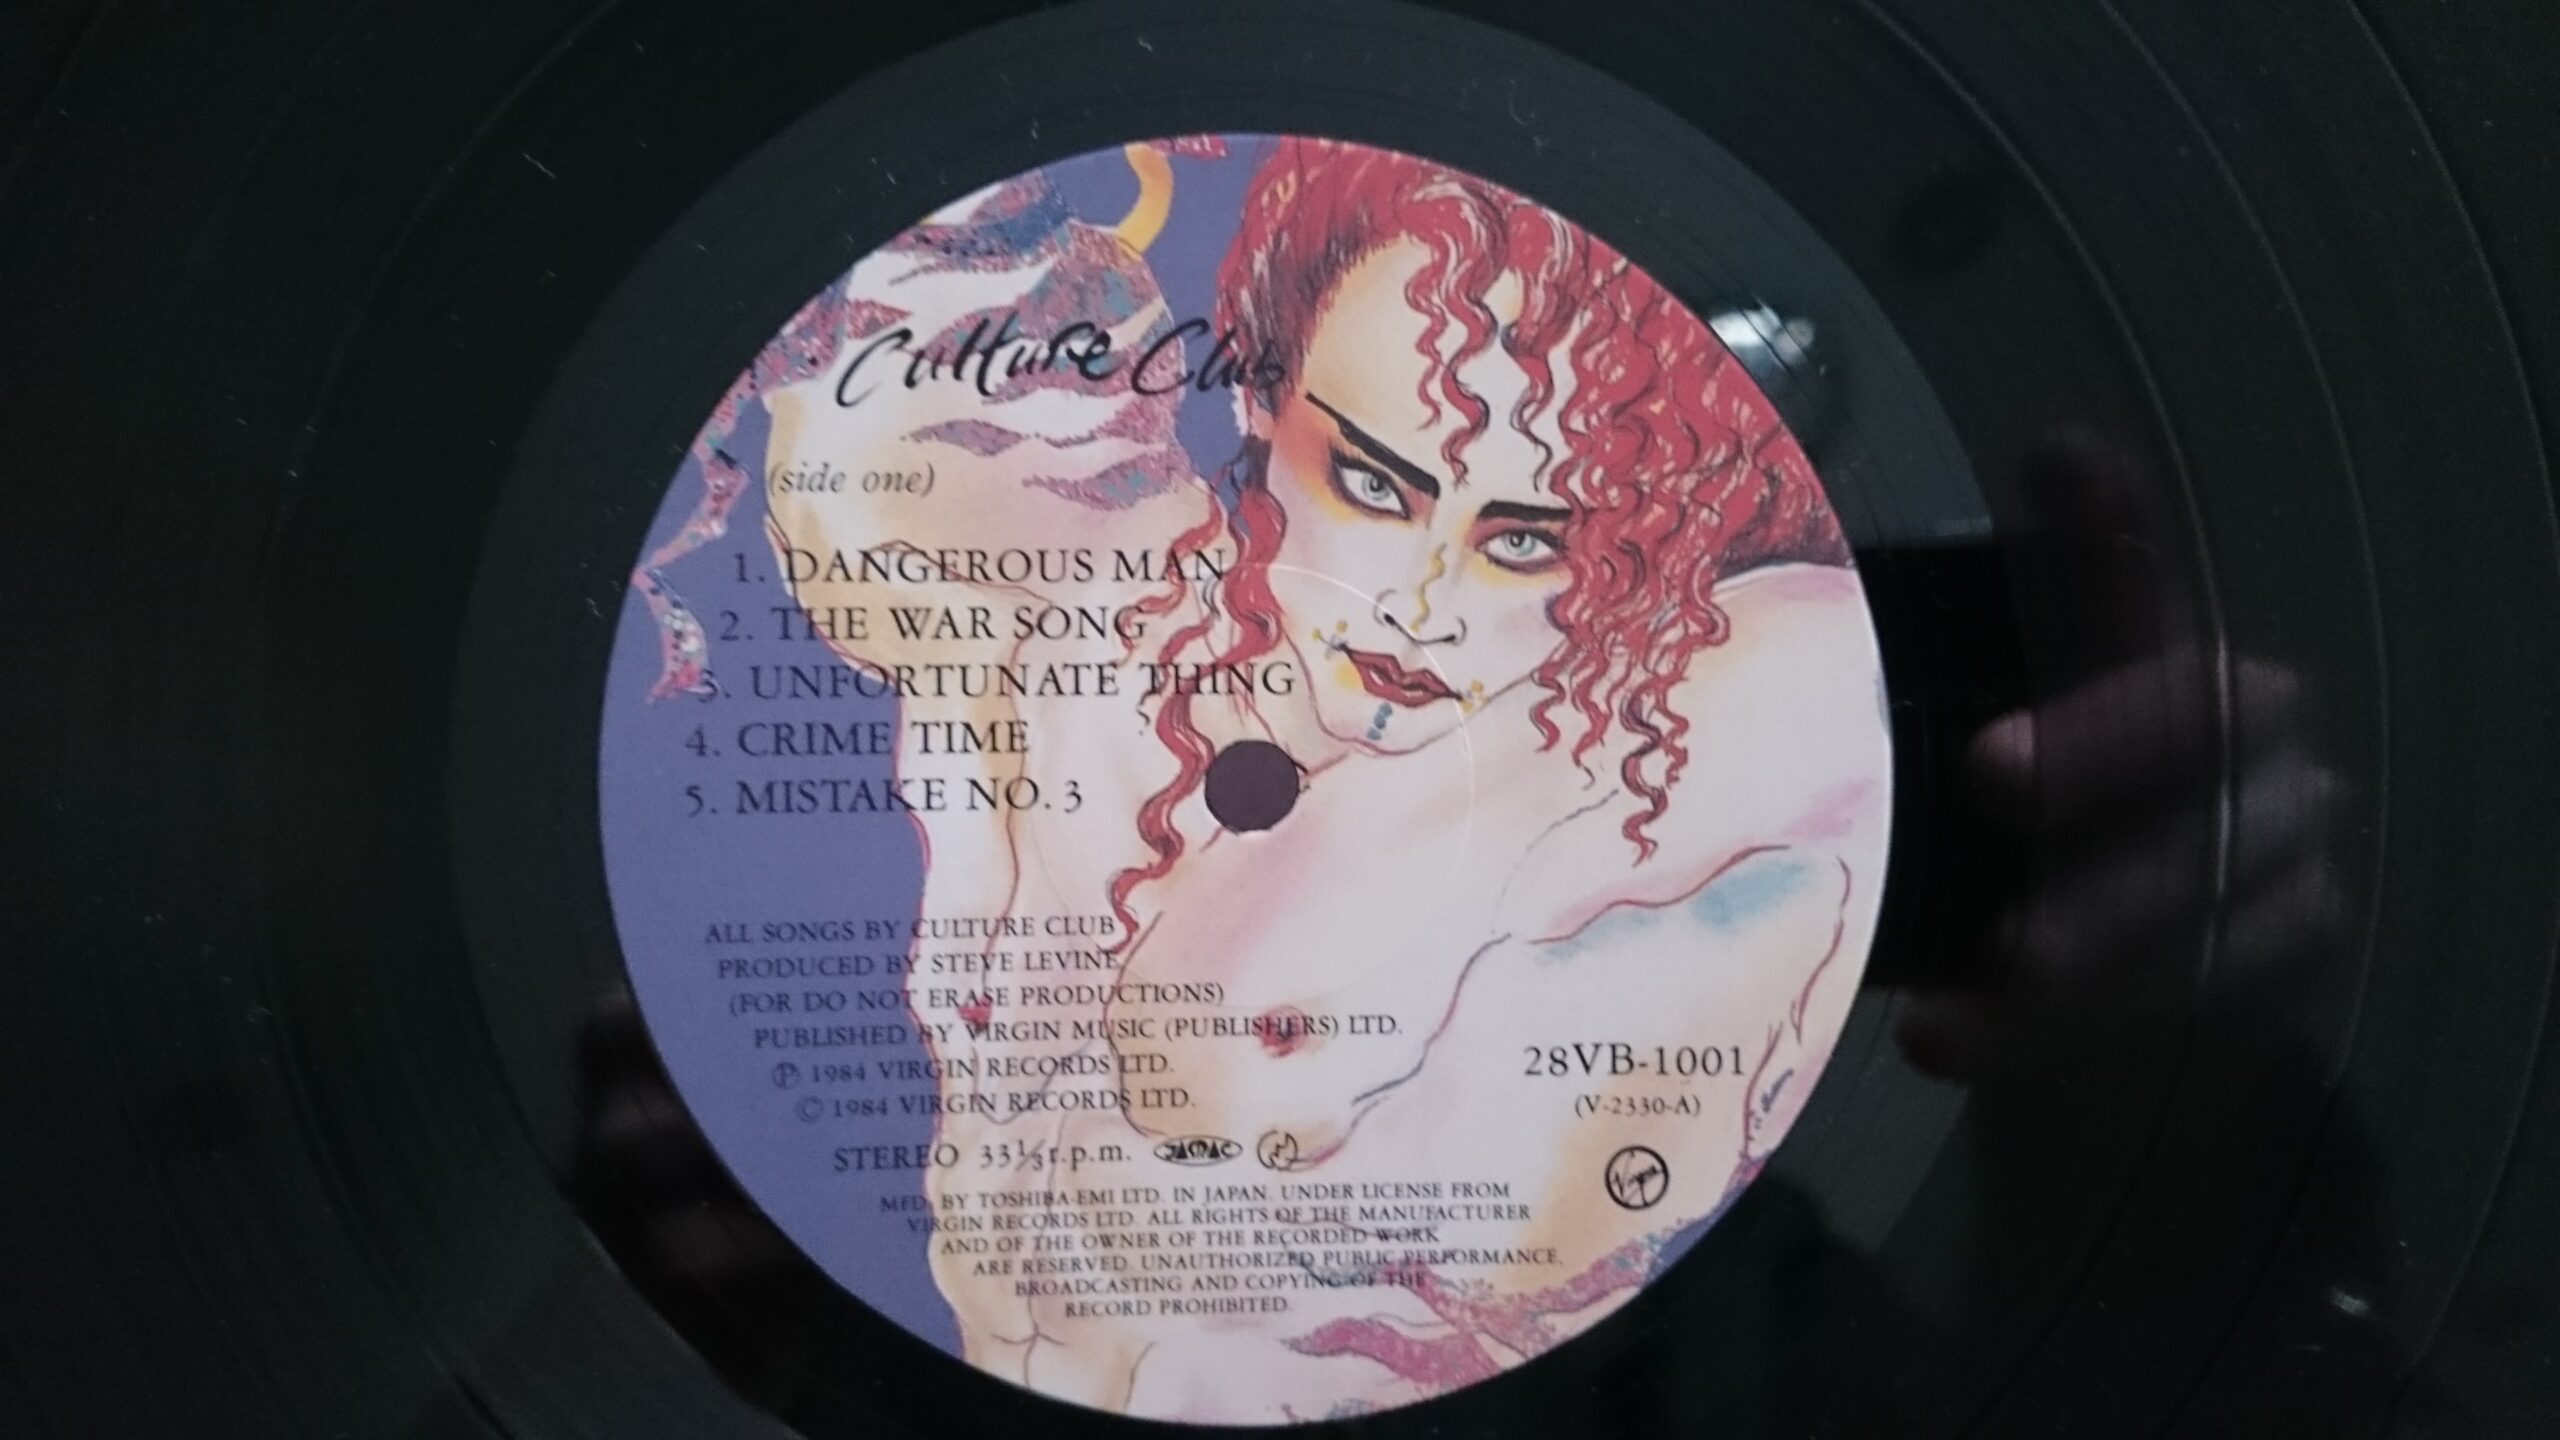 Culture Club
(side one)
1. DANGEROUS MAN
2. THE WAR SONG
3. UNFORTUNATE THING
4. CRIME TIME
5. MISTAKE NO. 3
ALL SONGS BY CULTURE CLUB
PRODUCED BY STEVE LEVINE
(FOR DO NOT ERASE PRODUCTIONS)
PUBLISHED BY VIRGIN MUSIC (PUBLISHERS) LTD.
Ⓟ 1984 VIRGIN RECORDS LTD.
© 1984 VIRGIN RECORDS LTD.
28VB-1001
(V-2330-A)
STEREO 33⅓ r.p.m. JASRAC
Virgin
MFD. BY TOSHIBA-EMI LTD. IN JAPAN. UNDER LICENSE FROM
VIRGIN RECORDS LTD. ALL RIGHTS OF THE MANUFACTURER
AND OF THE OWNER OF THE RECORDED WORK
ARE RESERVED. UNAUTHORIZED PUBLIC PERFORMANCE,
BROADCASTING AND COPYING OF THE
RECORD PROHIBITED.